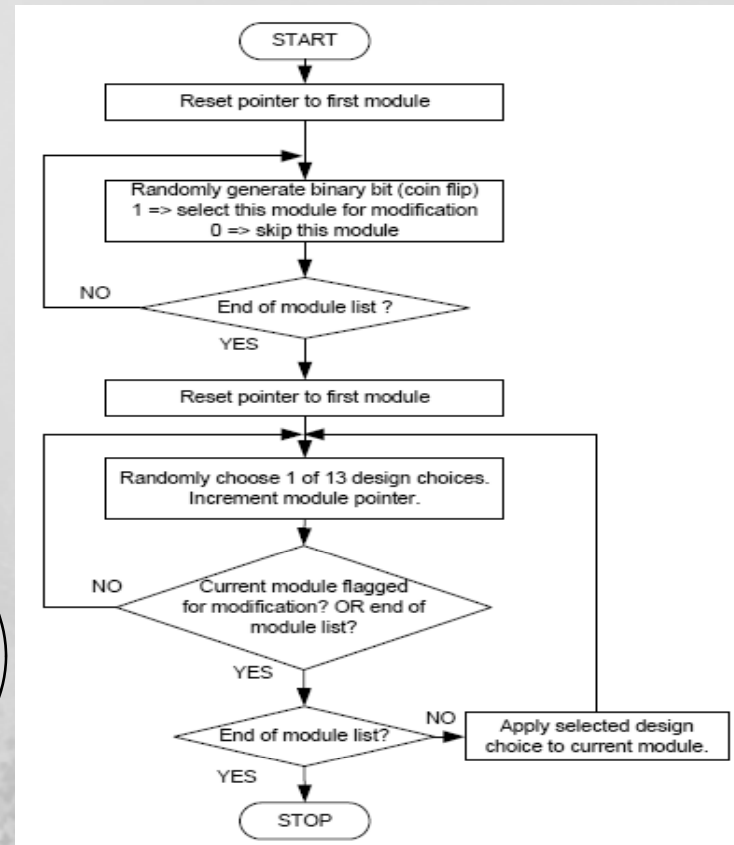 START
Reset pointer to first module
Randomly generate binary bit (coin flip)
1 => select this module for modification
0 => skip this module
NO
End of module list ?
YES
Reset pointer to first module
Randomly choose 1 of 13 design choices.
Increment module pointer.
NO
Current module flagged
for modification? OR end of
module list?
YES
End of module list?
NO
Apply selected design
choice to current module.
YES
STOP